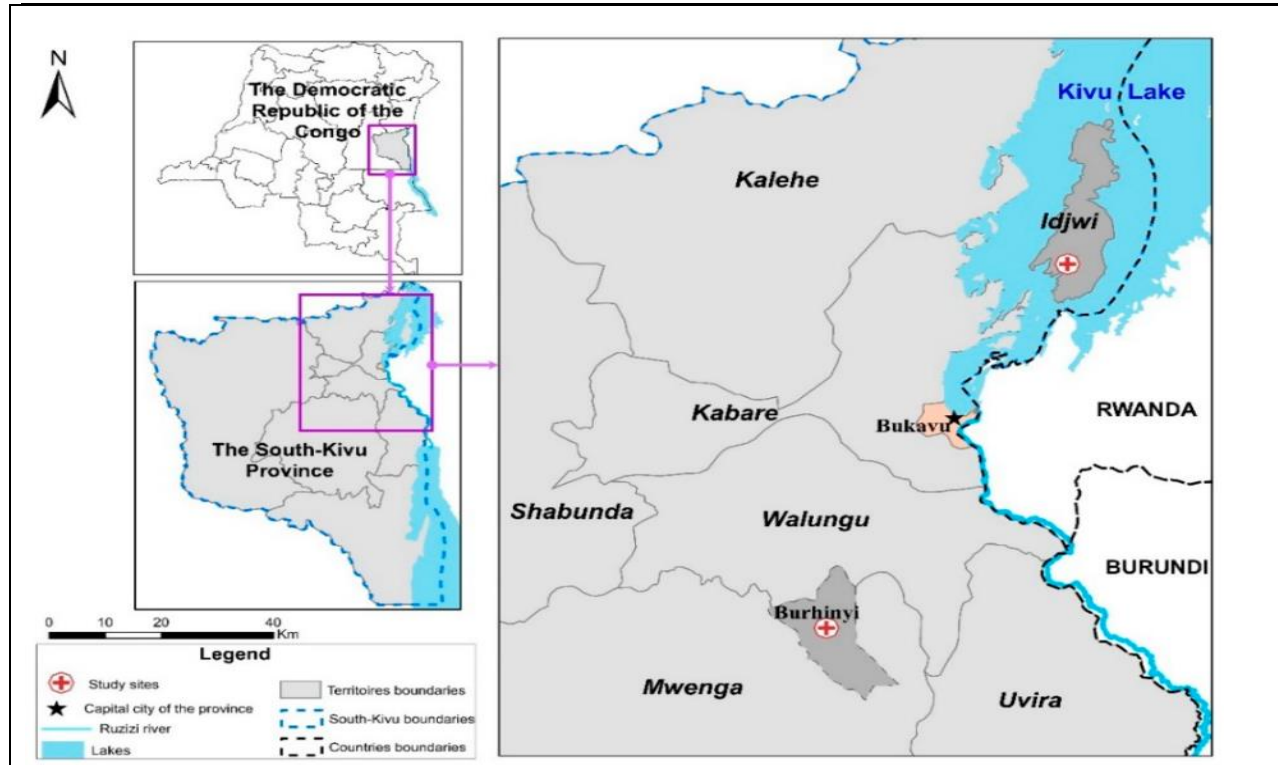 N
The Democratic
Republic of the
Congo
The South-Kivu
Province
0 10 20 40
Km
Legend
Study sites
Capital city of the province
Ruzizi river
Lakes
Territoires boundaries
South-Kivu boundaries
Countries boundaries
Kivu Lake
Kalehe
Idjwi
Kabare
Bukavu
RWANDA
Shabunda
Walungu
BURUNDI
Burhinyi
Mwenga
Uvira